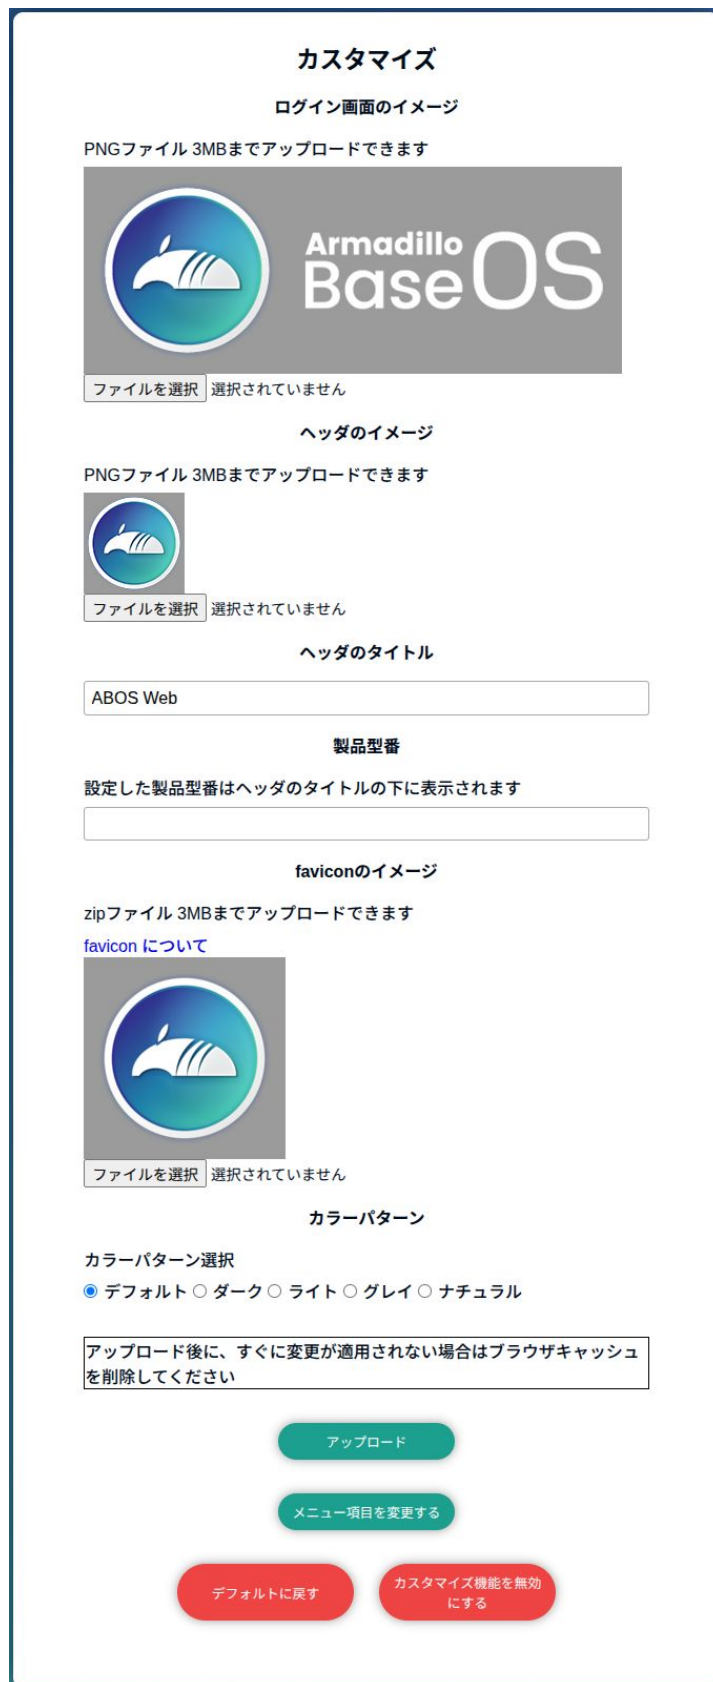 カスタマイズ
ログイン画面のイメージ
PNGファイル 3MBまでアップロードできます
Armadillo
Base OS
ファイルを選択 選択されていません
ヘッダのイメージ
PNGファイル 3MBまでアップロードできます
ファイルを選択 選択されていません
ヘッダのタイトル
ABOS Web
製品型番
設定した製品型番はヘッダのタイトルの下に表示されます
faviconのイメージ
zipファイル 3MBまでアップロードできます
favicon について
ファイルを選択 選択されていません
カラーパターン
カラーパターン選択
デフォルト ダーク ライト グレイ ナチュラル
アップロード後に、すぐに変更が適用されない場合はブラウザキャッシュ
を削除してください
アップロード
メニュー項目を変更する
デフォルトに戻す
カスタマイズ機能を無効
にする